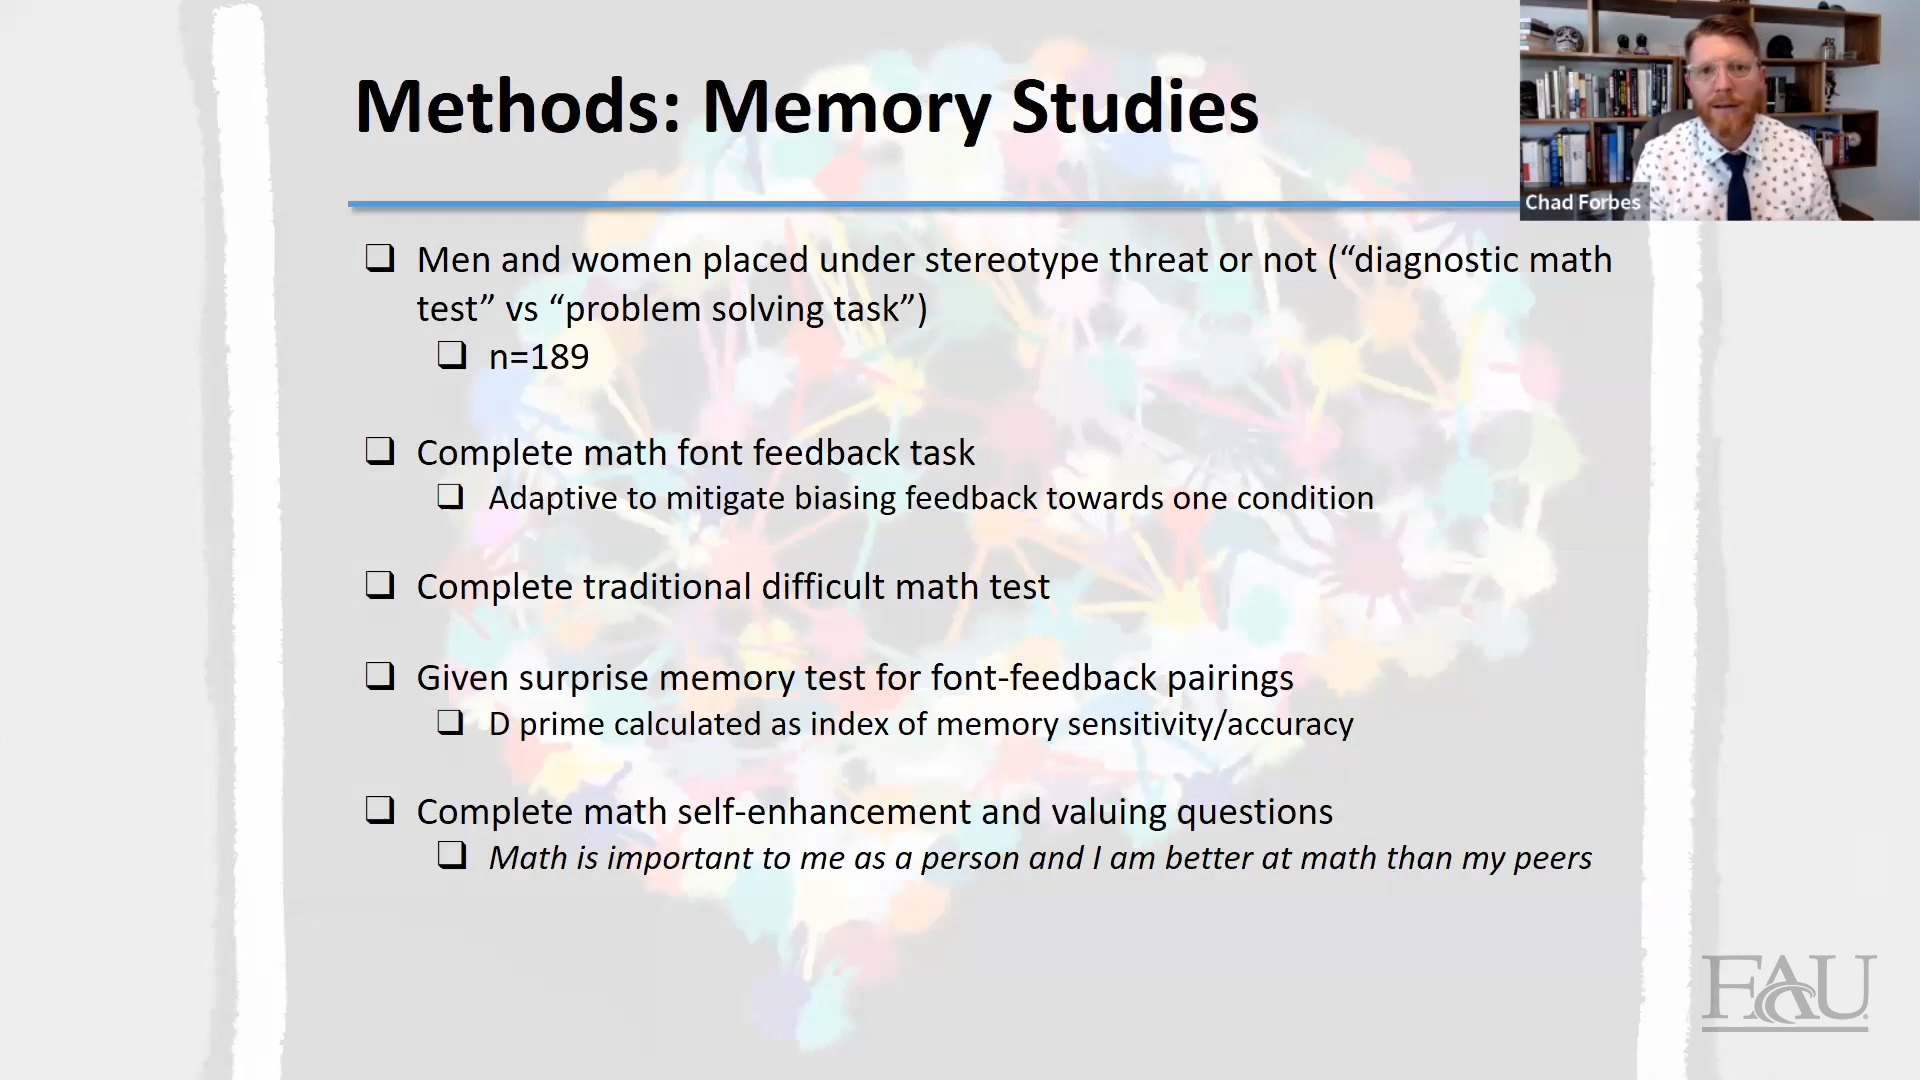 Methods: Memory Studies
Chad Forbes
❑ Men and women placed under stereotype threat or not (“diagnostic math
test” vs “problem solving task”)
❑ n=189
❑ Complete math font feedback task
❑ Adaptive to mitigate biasing feedback towards one condition
❑ Complete traditional difficult math test
❑ Given surprise memory test for font-feedback pairings
❑ D prime calculated as index of memory sensitivity/accuracy
❑ Complete math self-enhancement and valuing questions
❑ Math is important to me as a person and I am better at math than my peers
FAU